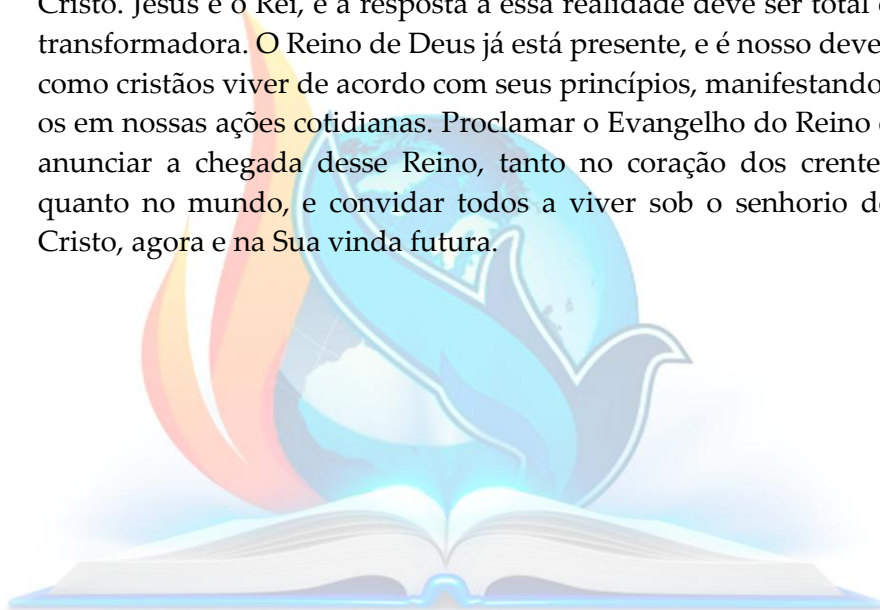 Cristo. Jesus é o Rei, e a resposta a essa realidade deve ser total e
transformadora. O Reino de Deus já está presente, e é nosso deve
como cristãos viver de acordo com seus princípios, manifestando-
os em nossas ações cotidianas. Proclamar o Evangelho do Reino é
anunciar a chegada desse Reino, tanto no coração dos crente
quanto no mundo, e convidar todos a viver sob o senhorio de
Cristo, agora e na Sua vinda futura.